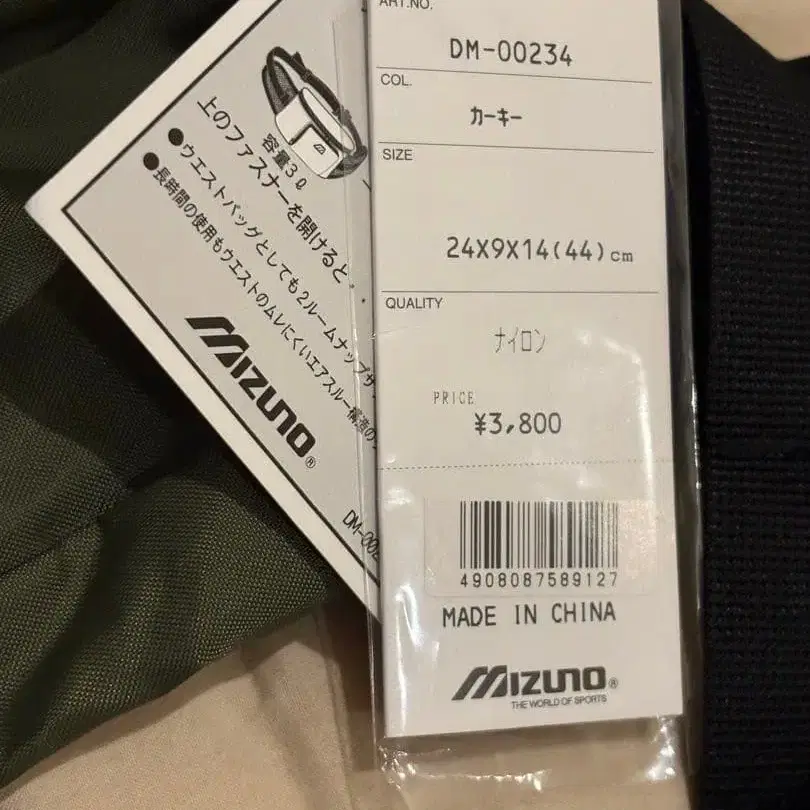 ART.NO.
DM-00234
COL.
カーキー
SIZE
24X9X14(44)cm
QUALITY
ナイロン
PRICE
¥3,800
4908087589127
MADE IN CHINA
MIZUNO®
THE WORLD OF SPORTS
容量3ℓ
上のファスナーを開けると・・
●ウエストバッグとしても2ルームナップサ
●長時間の使用もウエストのムレにくいエアスルー構造の
MIZUNO®
DM-002